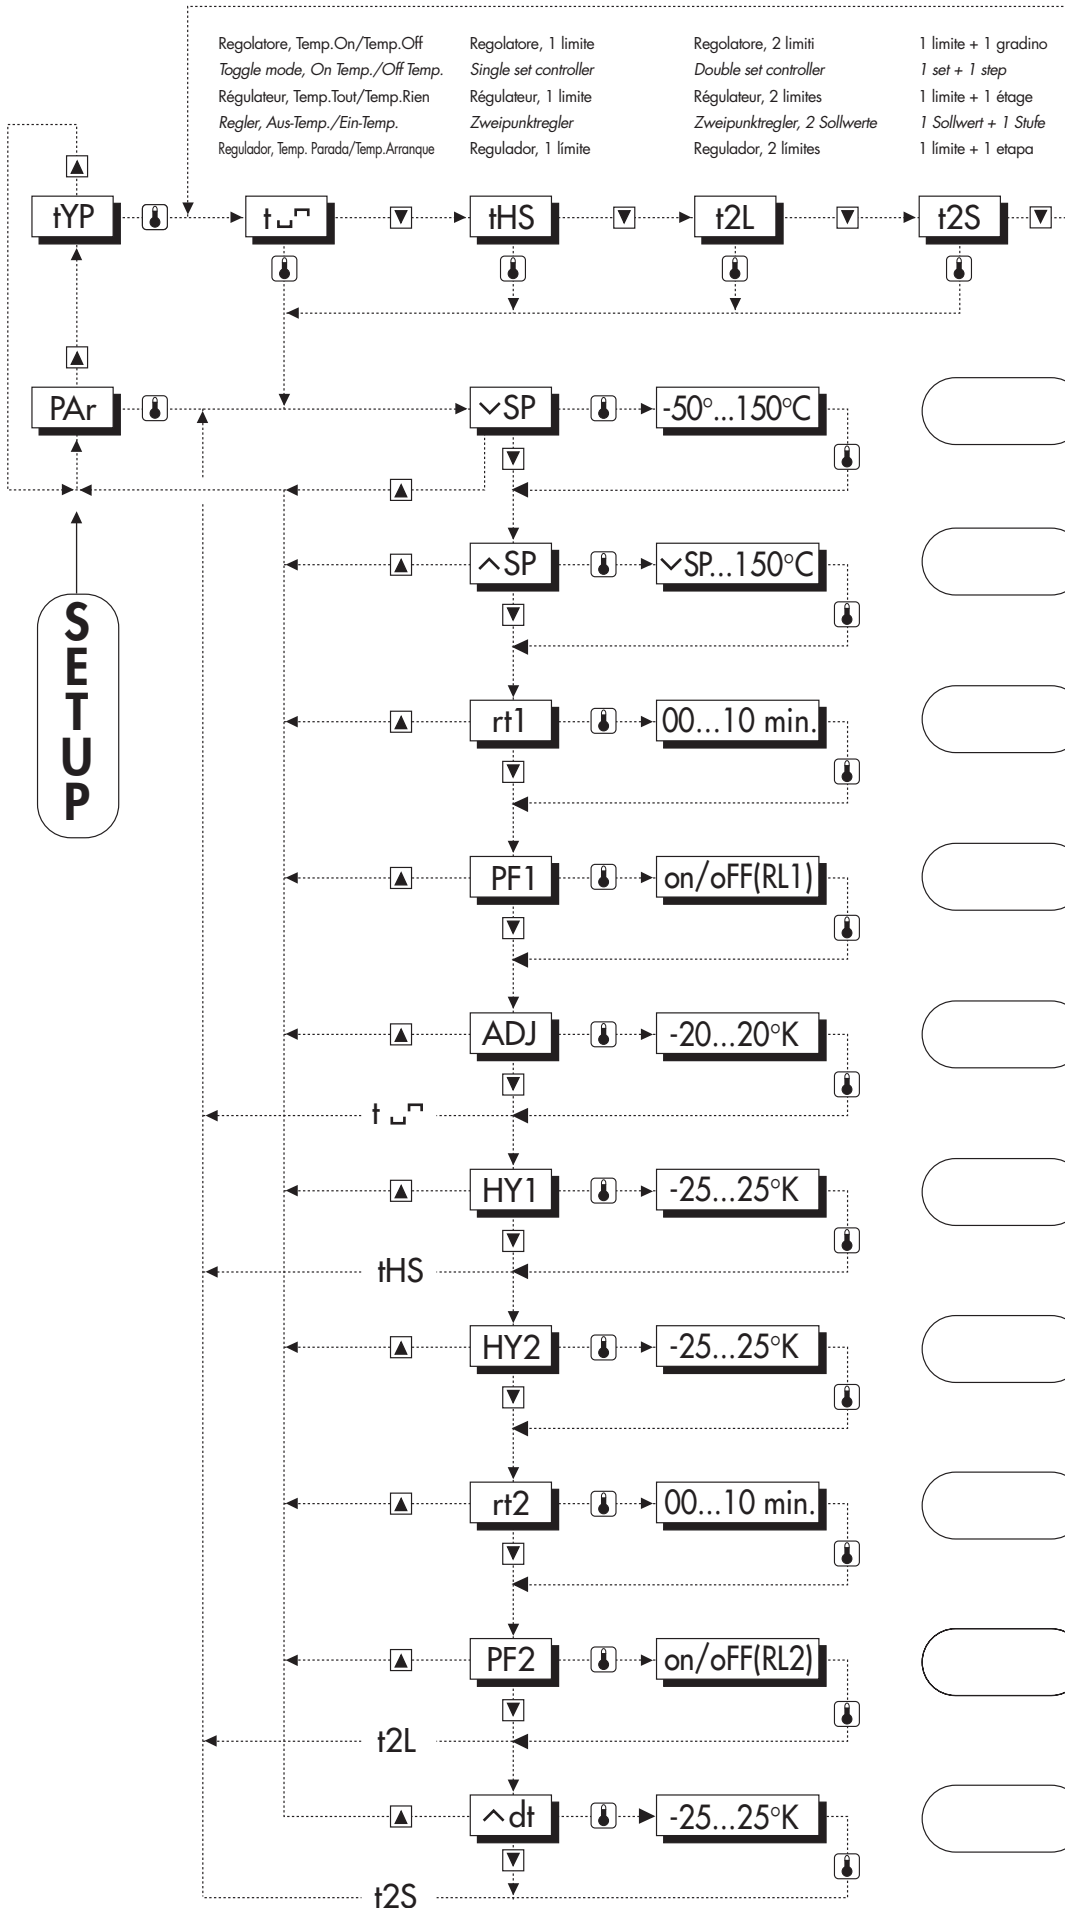 Regolatore, Temp.On/Temp.Off
Toggle mode, On Temp./Off Temp.
Régulateur, Temp.Tout/Temp.Rien
Regler, Aus-Temp./Ein-Temp.
Regulador, Temp. Parada/Temp.Arranque
Regolatore, 1 limite
Single set controller
Régulateur, 1 limite
Zweipunktregler
Regulador, 1 límite
Regolatore, 2 limiti
Double set controller
Régulateur, 2 limites
Zweipunktregler, 2 Sollwerte
Regulador, 2 límites
1 limite + 1 gradino
1 set + 1 step
1 limite + 1 étage
1 Sollwert + 1 Stufe
1 límite + 1 etapa
tYP
t
tHS
t2L
t2S
PAr
SP
-50°...150°C
SETUP
SP
SP...150°C
rt1
00...10 min.
PF1
on/oFF(RL1)
ADJ
-20...20°K
t
HY1
-25...25°K
tHS
HY2
-25...25°K
rt2
00...10 min.
PF2
on/oFF(RL2)
t2L
dt
-25...25°K
t2S